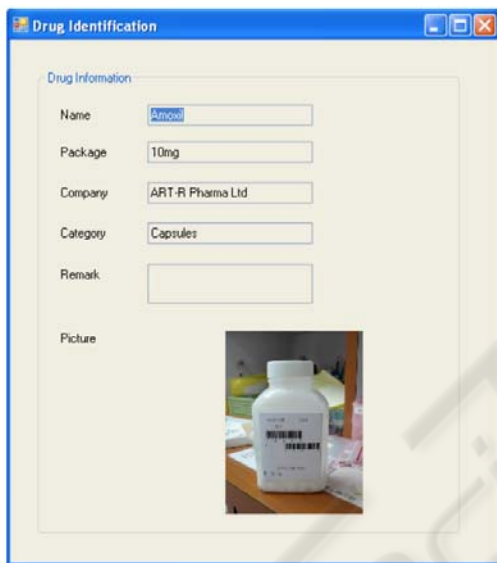 Drug Identification
Drug Information
Name Amoxil
Package 10mg
Company ART-R Pharma Ltd
Category Capsules
Remark
Picture